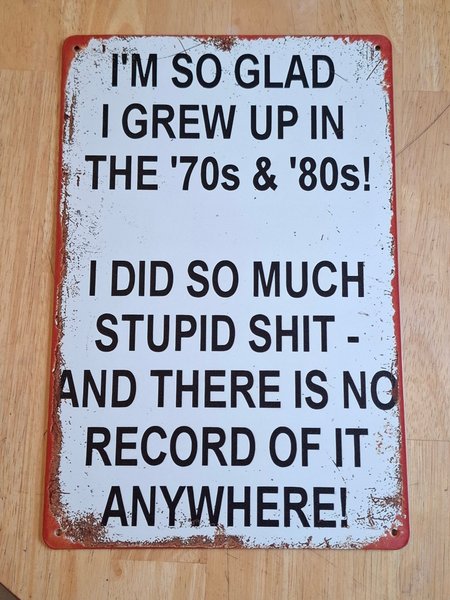 I'M SO GLAD
I GREW UP IN
THE '70s & '80s!
I DID SO MUCH
STUPID SHIT -
AND THERE IS NO
RECORD OF IT
ANYWHERE!